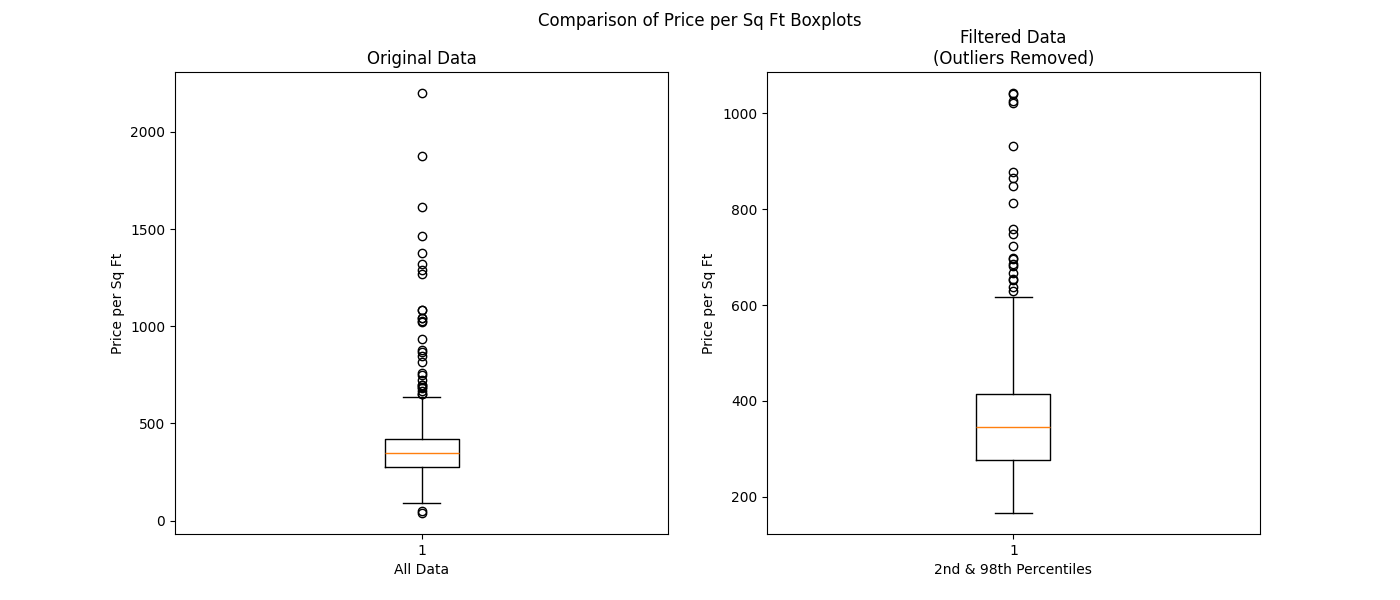 Comparison of Price per Sq Ft Boxplots
Original Data
Price per Sq Ft
2000
1500
1000
500
0
1
All Data
Filtered Data
(Outliers Removed)
Price per Sq Ft
1000
800
600
400
200
1
2nd & 98th Percentiles